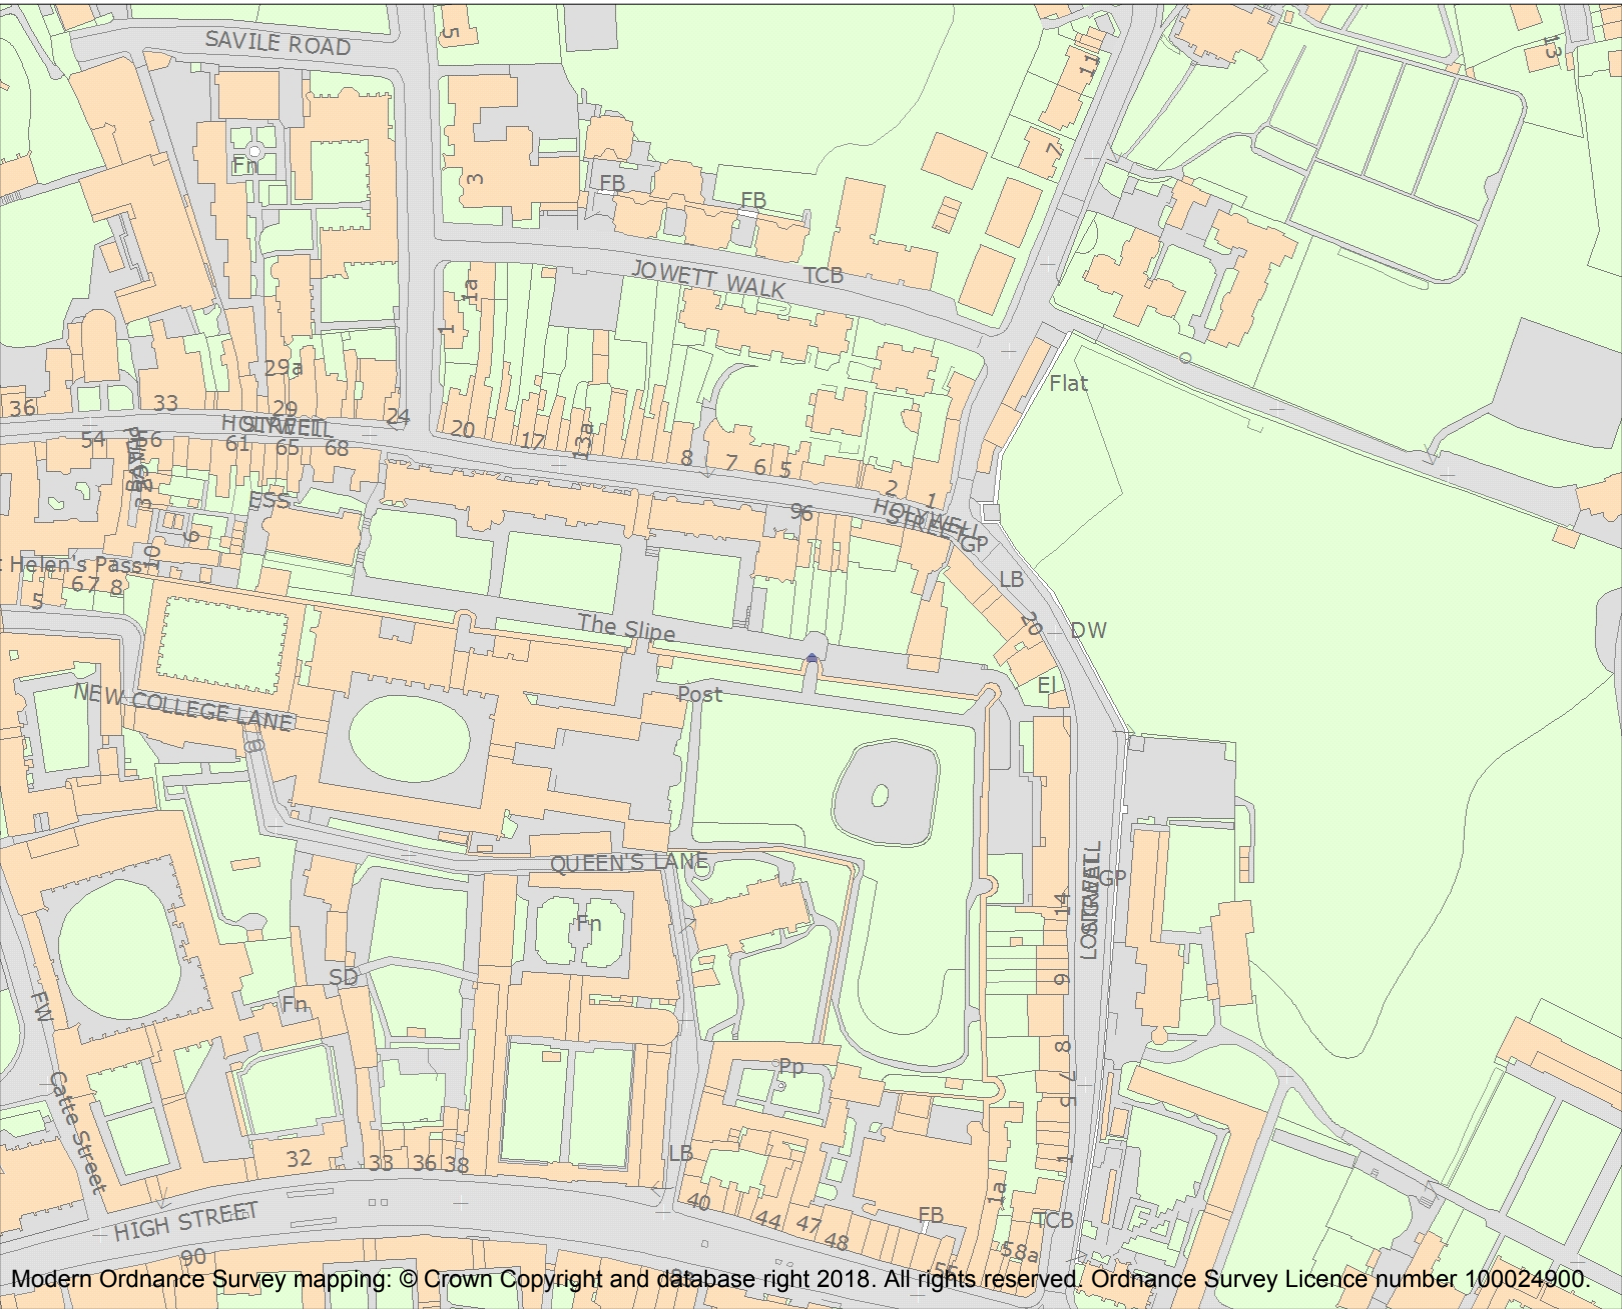 SAVILE ROAD
5
11
13
3
FB
FB
7
Fn
JOWETT WALK
TCB
1a
1
29a
Flat
36
33
29
24
HOLYWELL
STREET
54
56
61
65
68
20
17
13a
8
7
6
5
2
1
96
HOLYWELL
STREET
GP
ESS
6
10
LB
20
DW
t Helen's Pass
5
6
7
8
The Slipe
El
Post
NEW COLLEGE LANE
QUEEN'S LANE
LONGWALL
STREET
GP
14
Fn
SD
Fn
FW
9
8
7
5
Pp
Catte Street
LB
32
33
36
38
1
1a
40
44
47
48
FB
TCB
58a
HIGH STREET
90
Modern Ordnance Survey mapping: © Crown Copyright and database right 2018. All rights reserved. Ordnance Survey Licence number 100024900.